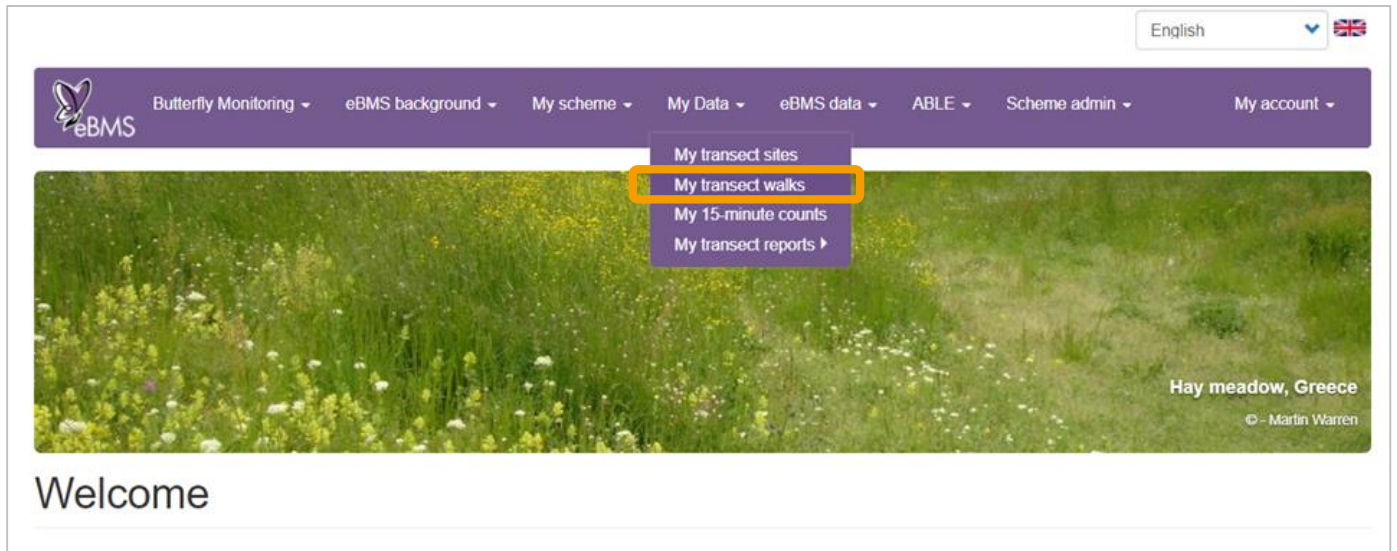 English
eBMS Butterfly Monitoring eBMS background My scheme My Data eBMS data ABLE Scheme admin My account
My transect sites
My transect walks
My 15-minute counts
My transect reports
Hay meadow, Greece
© - Martin Warren
Welcome